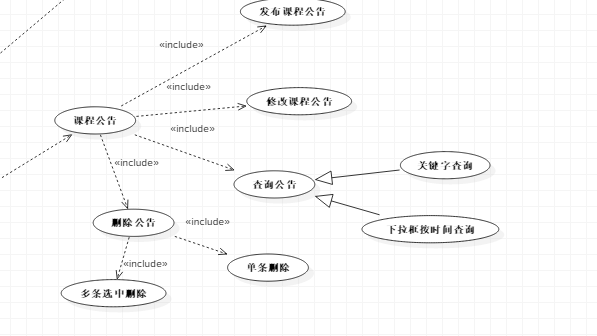 发布课程公告
«include»
«include»
修改课程公告
课程公告
«include»
«include»
关键字查询
查询公告
删除公告
«include»
下拉框按时间查询
«include»
单条删除
多条选中删除